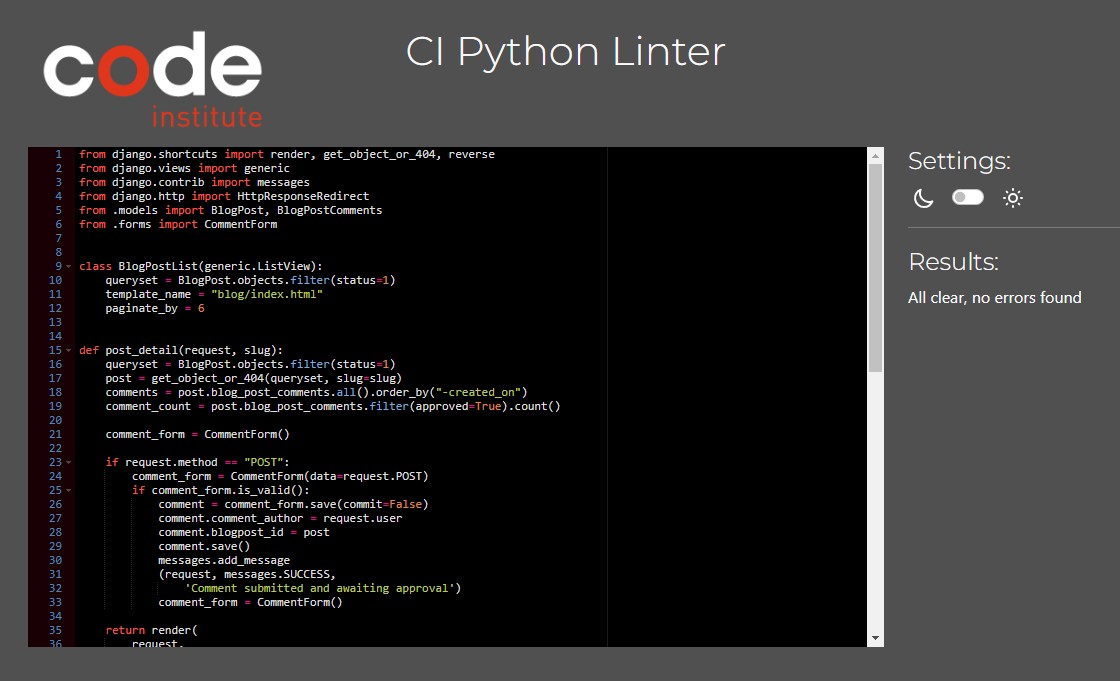 code
institute
CI Python Linter
1 from django.shortcuts import render, get_object_or_404, reverse
2 from django.views import generic
3 from django.contrib import messages
4 from django.http import HttpResponseRedirect
5 from .models import BlogPost, BlogPostComments
6 from .forms import CommentForm
7
8
9 class BlogPostList(generic.ListView):
10     queryset = BlogPost.objects.filter(status=1)
11     template_name = "blog/index.html"
12     paginate_by = 6
13
14
15 def post_detail(request, slug):
16     queryset = BlogPost.objects.filter(status=1)
17     post = get_object_or_404(queryset, slug=slug)
18     comments = post.blog_post_comments.all().order_by("-created_on")
19     comment_count = post.blog_post_comments.filter(approved=True).count()
20
21     comment_form = CommentForm()
22
23     if request.method == "POST":
24         comment_form = CommentForm(data=request.POST)
25         if comment_form.is_valid():
26             comment = comment_form.save(commit=False)
27             comment.comment_author = request.user
28             comment.blogpost_id = post
29             comment.save()
30             messages.add_message
31             (request, messages.SUCCESS,
32                 'Comment submitted and awaiting approval')
33             comment_form = CommentForm()
34
35     return render(
36         request,
Settings:
Results:
All clear, no errors found